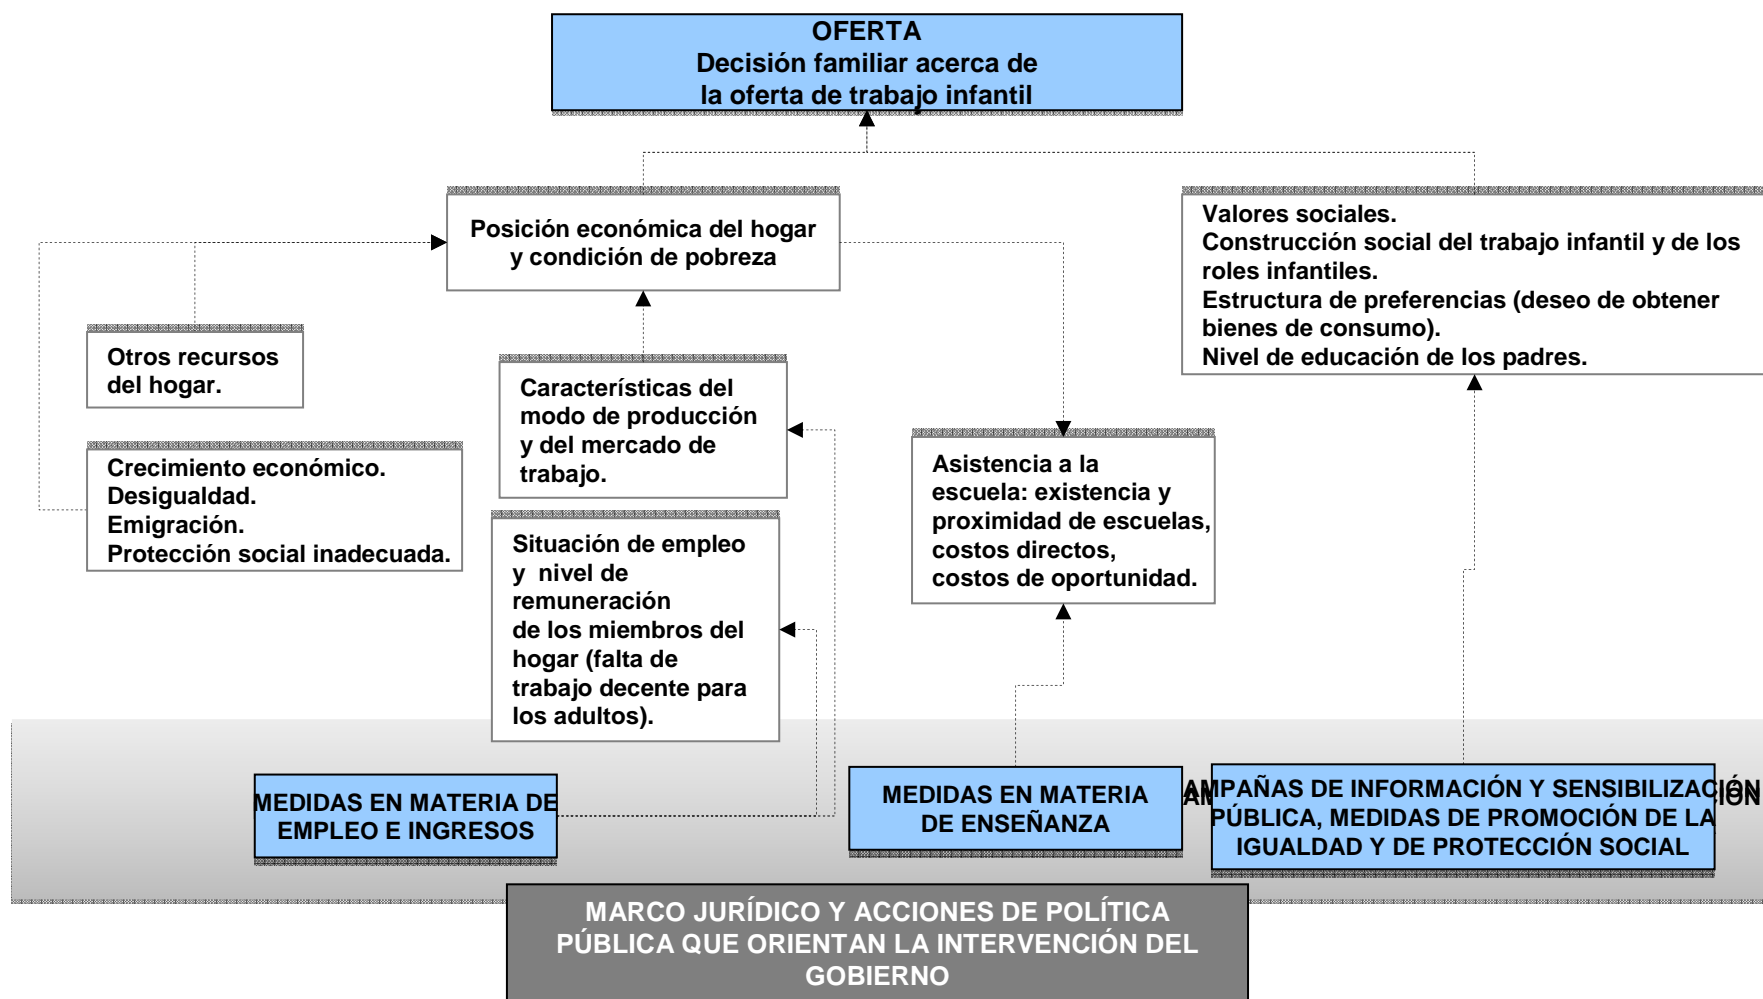 OFERTA
Decisión familiar acerca de
la oferta de trabajo infantil
Posición económica del hogar
y condición de pobreza
Valores sociales.
Construcción social del trabajo infantil y de los
roles infantiles.
Estructura de preferencias (deseo de obtener
bienes de consumo).
Nivel de educación de los padres.
Otros recursos
del hogar.
Características del
modo de producción
y del mercado de
trabajo.
Crecimiento económico.
Desigualdad.
Emigración.
Protección social inadecuada.
Asistencia a la
escuela: existencia y
proximidad de escuelas,
costos directos,
costos de oportunidad.
Situación de empleo
y nivel de
remuneración
de los miembros del
hogar (falta de
trabajo decente para
los adultos).
MEDIDAS EN MATERIA DE
EMPLEO E INGRESOS
MEDIDAS EN MATERIA
DE ENSEÑANZA
AMPAÑAS DE INFORMACIÓN Y SENSIBILIZACIÓN
PÚBLICA, MEDIDAS DE PROMOCIÓN DE LA
IGUALDAD Y DE PROTECCIÓN SOCIAL
MARCO JURÍDICO Y ACCIONES DE POLÍTICA
PÚBLICA QUE ORIENTAN LA INTERVENCIÓN DEL
GOBIERNO